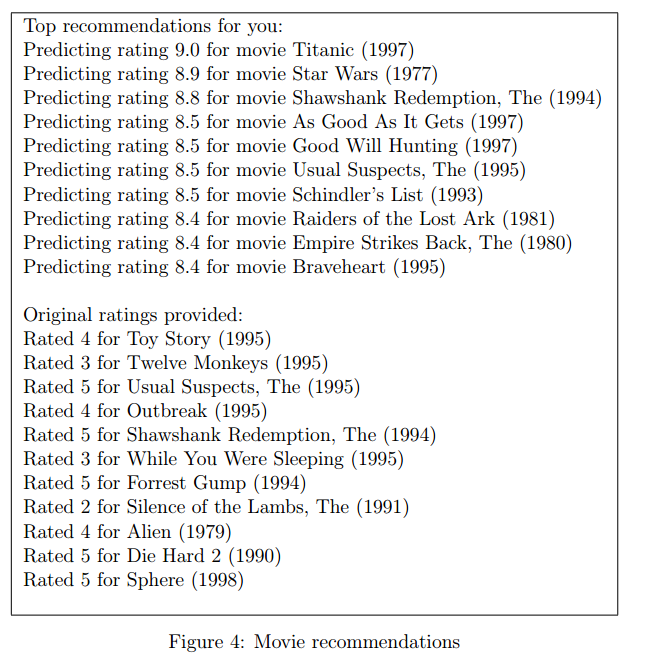 Top recommendations for you:
Predicting rating 9.0 for movie Titanic (1997)
Predicting rating 8.9 for movie Star Wars (1977)
Predicting rating 8.8 for movie Shawshank Redemption, The (1994)
Predicting rating 8.5 for movie As Good As It Gets (1997)
Predicting rating 8.5 for movie Good Will Hunting (1997)
Predicting rating 8.5 for movie Usual Suspects, The (1995)
Predicting rating 8.5 for movie Schindler's List (1993)
Predicting rating 8.4 for movie Raiders of the Lost Ark (1981)
Predicting rating 8.4 for movie Empire Strikes Back, The (1980)
Predicting rating 8.4 for movie Braveheart (1995)
Original ratings provided:
Rated 4 for Toy Story (1995)
Rated 3 for Twelve Monkeys (1995)
Rated 5 for Usual Suspects, The (1995)
Rated 4 for Outbreak (1995)
Rated 5 for Shawshank Redemption, The (1994)
Rated 3 for While You Were Sleeping (1995)
Rated 5 for Forrest Gump (1994)
Rated 2 for Silence of the Lambs, The (1991)
Rated 4 for Alien (1979)
Rated 5 for Die Hard 2 (1990)
Rated 5 for Sphere (1998)
Figure 4: Movie recommendations